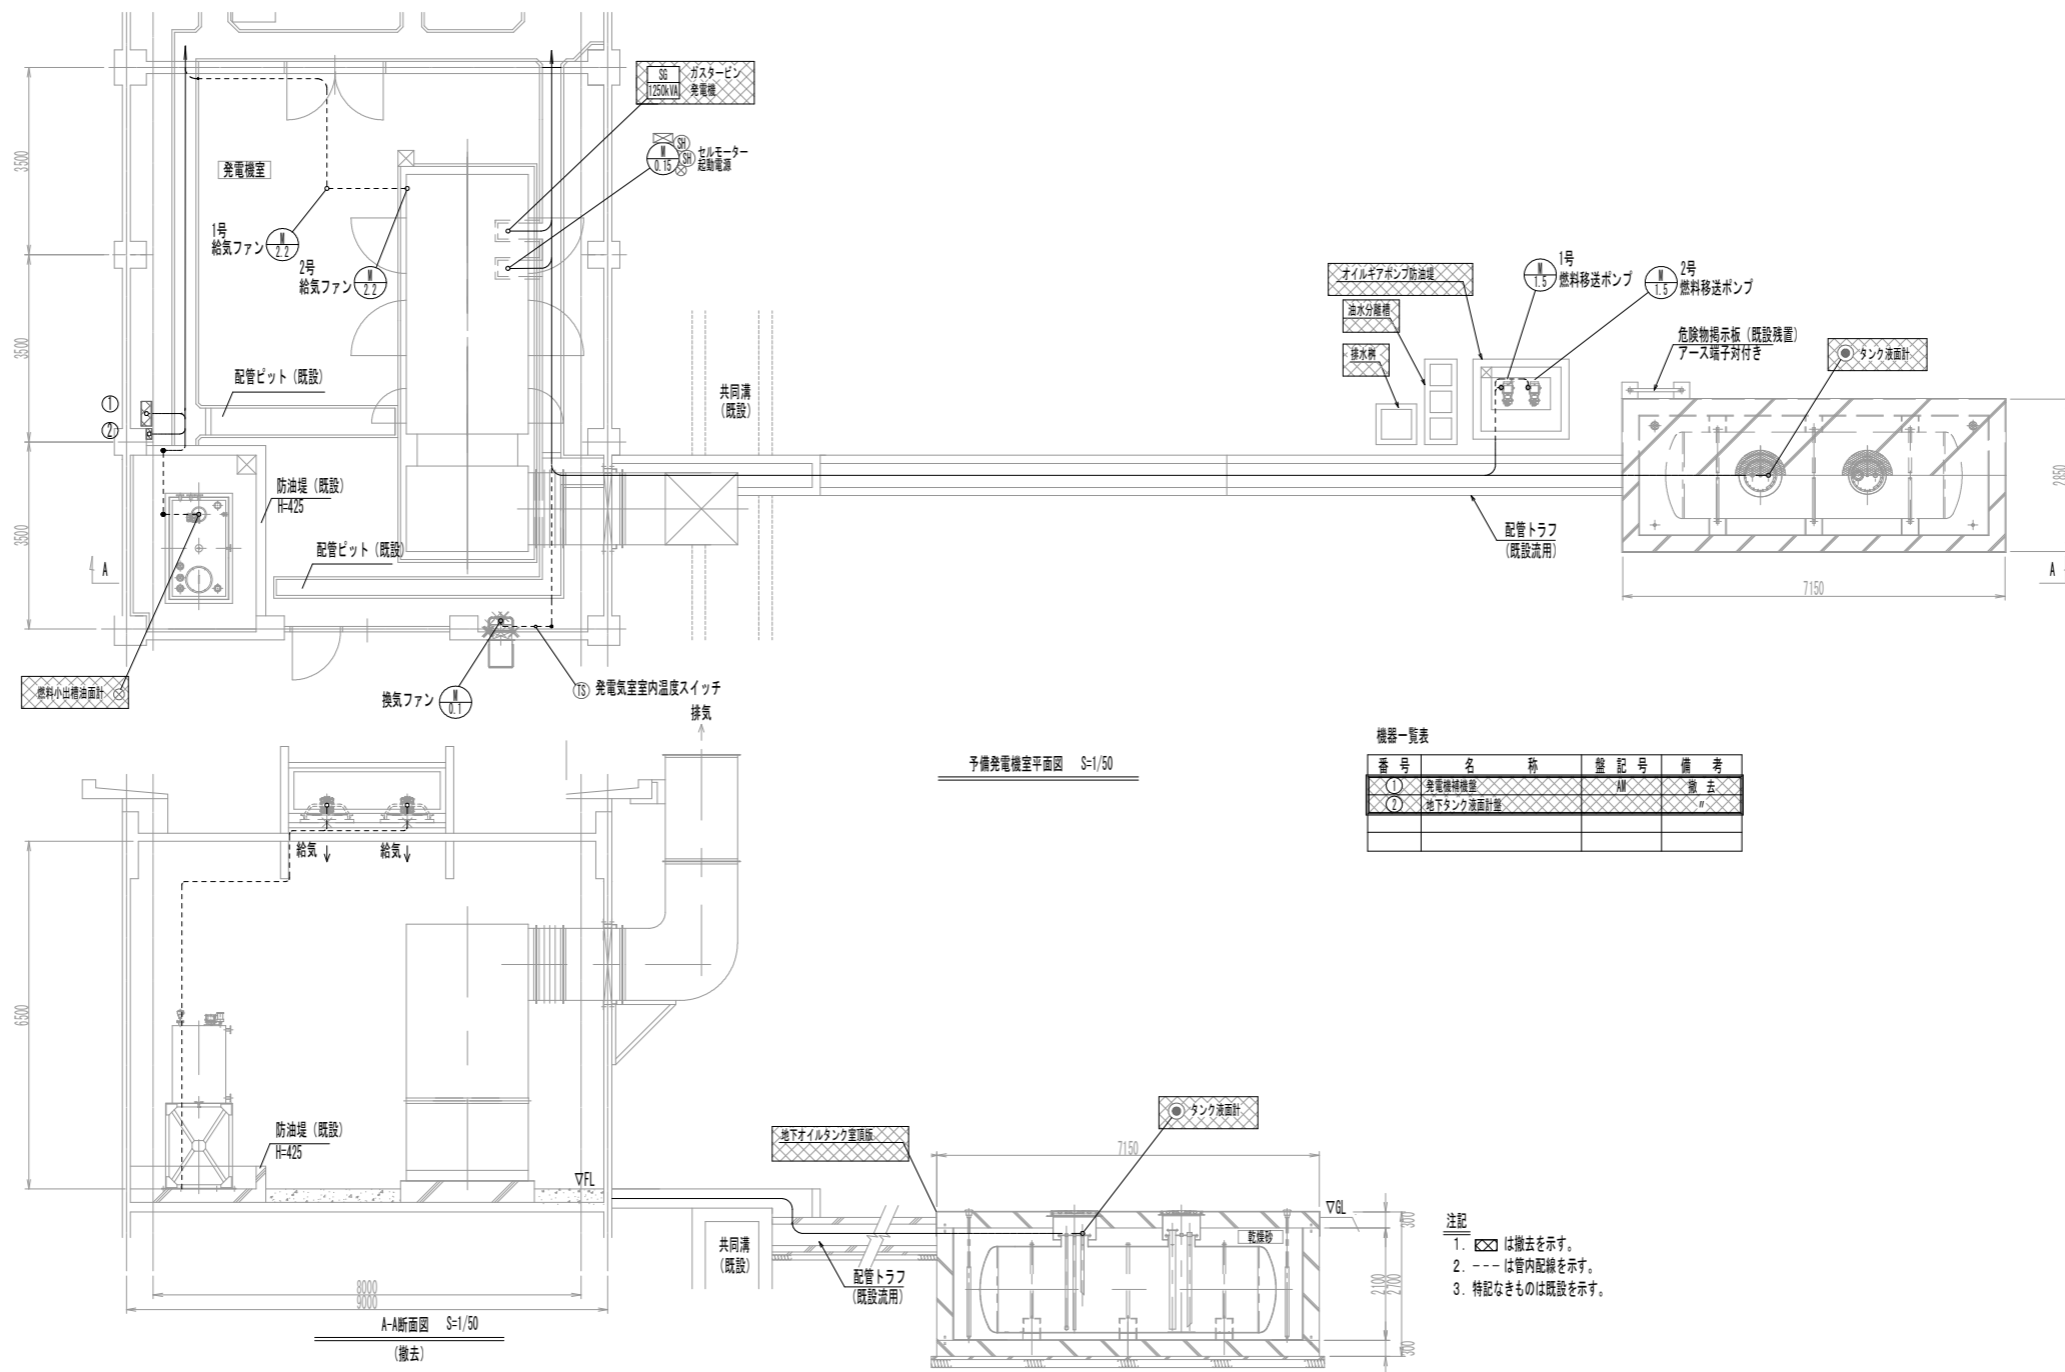 SG ガスタービン
1250kVA 発電機
SH
M
0.15
SH
セルモーター
起動電源
3500
発電機室
1号
給気ファン
M
2.2
2号
給気ファン
M
2.2
3500
配管ピット (既設)
①
②
共同溝
(既設)
オイルギアポンプ防油堤
油水分離槽
排水桝
M
1.5
1号
燃料移送ポンプ
M
1.5
2号
燃料移送ポンプ
危険物掲示板 (既設残置)
アース端子対付き
タンク液面計
2850
3500
防油堤 (既設)
H=425
配管ピット (既設)
A
配管トラフ
(既設流用)
7150
A
燃料小出槽油面計
換気ファン
M
0.1
TS 発電気室室内温度スイッチ
排気
予備発電機室平面図 S=1/50
機器一覧表
番号 名称 盤記号 備考
① 発電機補機盤 AM 撤去
② 地下タンク液面計盤 〃
給気
給気
6500
防油堤 (既設)
H=425
▽FL
共同溝
(既設)
配管トラフ
(既設流用)
地下オイルタンク室頂版
タンク液面計
7150
▽GL
乾燥砂
300
2100
2700
300
8000
9000
A-A断面図 S=1/50
(撤去)
注記
1. は撤去を示す。
2. --- は管内配線を示す。
3. 特記なきものは既設を示す。